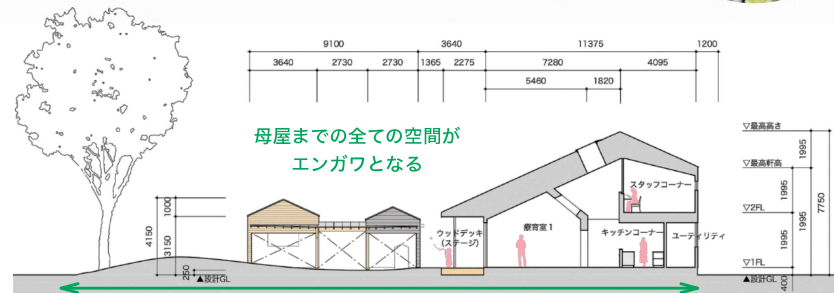 9100
3640
11375
1200
3640
2730
2730
1365
2275
7280
4095
5460
1820
母屋までの全ての空間が
エンガワとなる
▽最高高さ
▽最高軒高
▽2FL
▽1FL
▲設計GL
1995
1995
1995
1995
1995
7750
400
スタッフコーナー
ウッドデッキ
(ステージ)
療育室1
キッチンコーナー
ユーティリティ
4150
1000
3150
250
▲設計GL